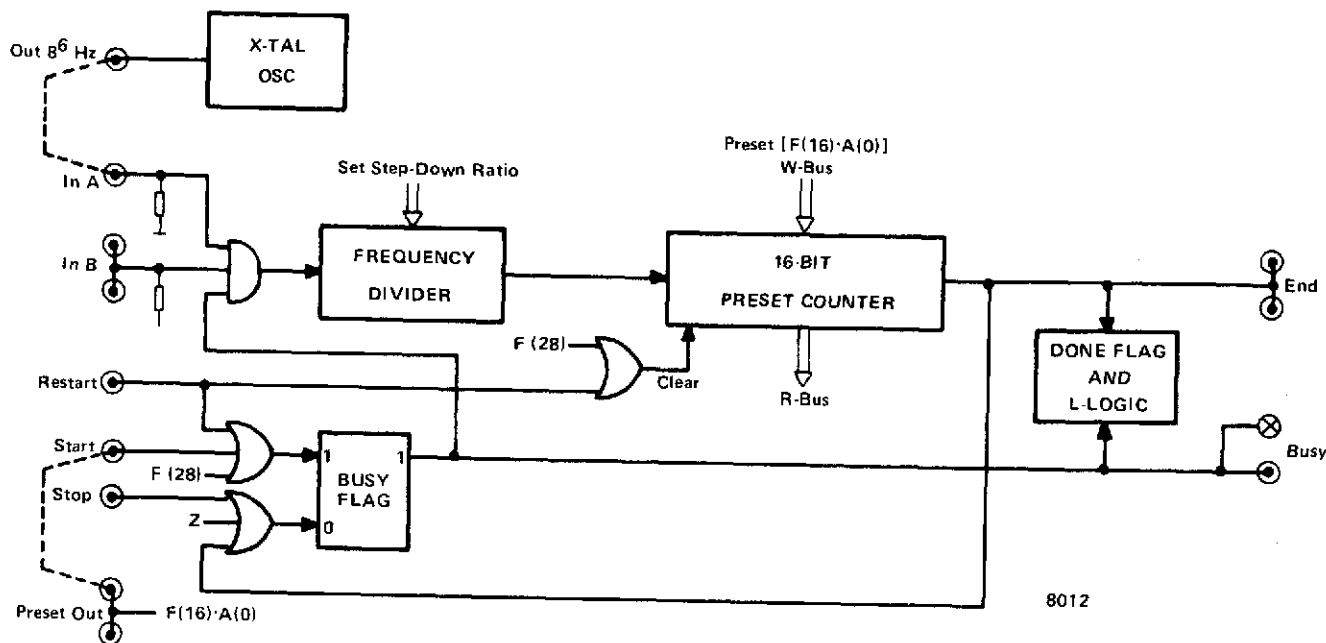 Out 8⁶ Hz
X-TAL
OSC
In A
In B
Set Step-Down Ratio
FREQUENCY
DIVIDER
Preset [F(16)·A(0)]
W-Bus
16-BIT
PRESET COUNTER
End
F (28)
Clear
R-Bus
DONE FLAG
AND
L-LOGIC
Restart
Start
F (28)
Stop
Z
1
1
BUSY
FLAG
0
Busy
Preset Out
F(16)·A(0)
8012